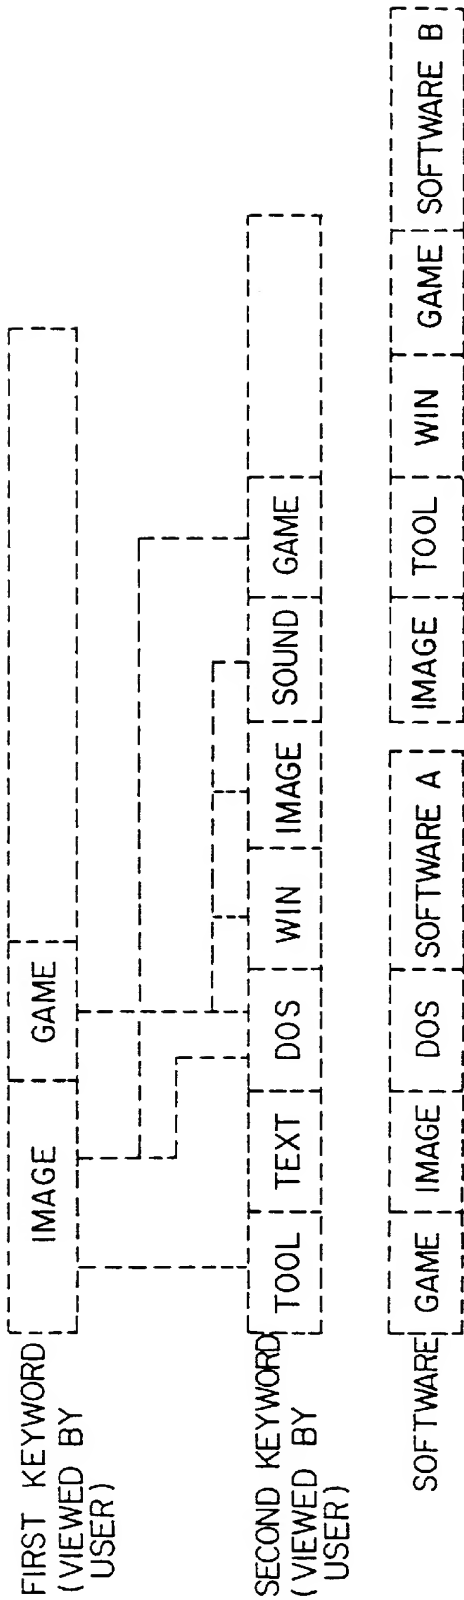 FIRST KEYWORD
(VIEWED BY
USER)
IMAGE
GAME
SECOND KEYWORD
(VIEWED BY
USER)
TOOL
TEXT
DOS
WIN
IMAGE
SOUND
GAME
SOFTWARE
GAME
IMAGE
DOS
SOFTWARE A
IMAGE
TOOL
WIN
GAME
SOFTWARE B